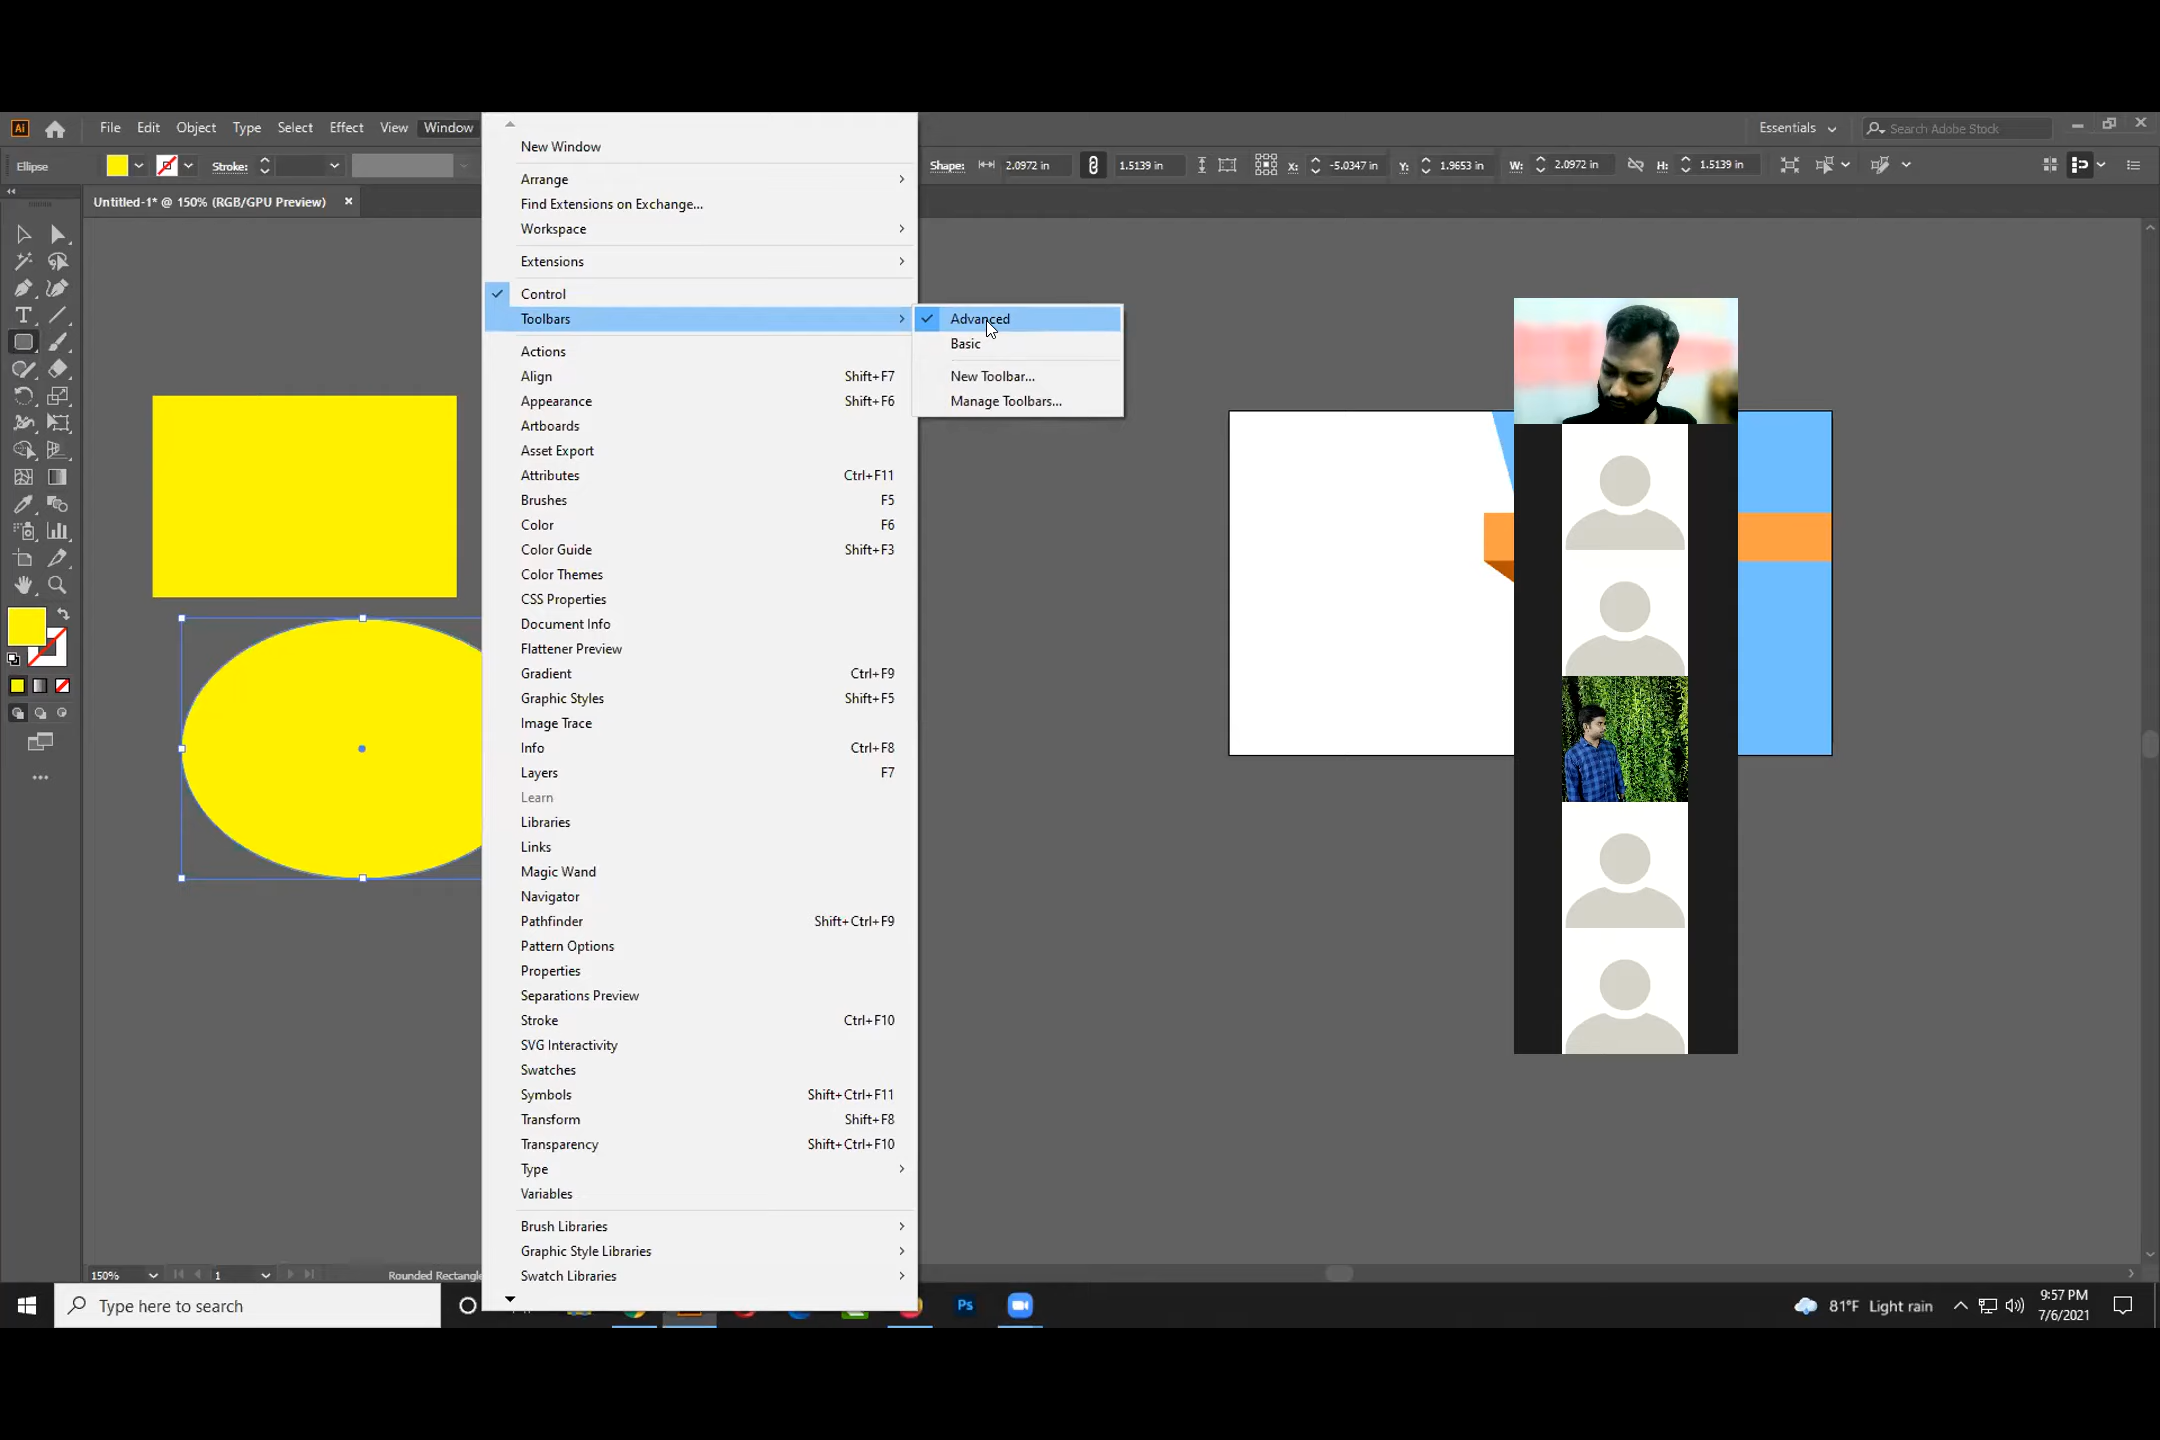 Ai File Edit Object Type Select Effect View Window
Essentials
Search Adobe Stock
Ellipse Stroke: Shape: 2.0972 in 1.5139 in X: -5.0347 in Y: 1.9653 in W: 2.0972 in H: 1.5139 in
Untitled-1* @ 150% (RGB/GPU Preview) ×
New Window
Arrange
Find Extensions on Exchange...
Workspace
Extensions
Control
Toolbars
Advanced
Basic
New Toolbar...
Manage Toolbars...
Actions
Align Shift+F7
Appearance Shift+F6
Artboards
Asset Export
Attributes Ctrl+F11
Brushes F5
Color F6
Color Guide Shift+F3
Color Themes
CSS Properties
Document Info
Flattener Preview
Gradient Ctrl+F9
Graphic Styles Shift+F5
Image Trace
Info Ctrl+F8
Layers F7
Learn
Libraries
Links
Magic Wand
Navigator
Pathfinder Shift+Ctrl+F9
Pattern Options
Properties
Separations Preview
Stroke Ctrl+F10
SVG Interactivity
Swatches
Symbols Shift+Ctrl+F11
Transform Shift+F8
Transparency Shift+Ctrl+F10
Type
Variables
Brush Libraries
Graphic Style Libraries
Swatch Libraries
150% 1 Rounded Rectangle
Type here to search
Ps
81°F Light rain
9:57 PM
7/6/2021